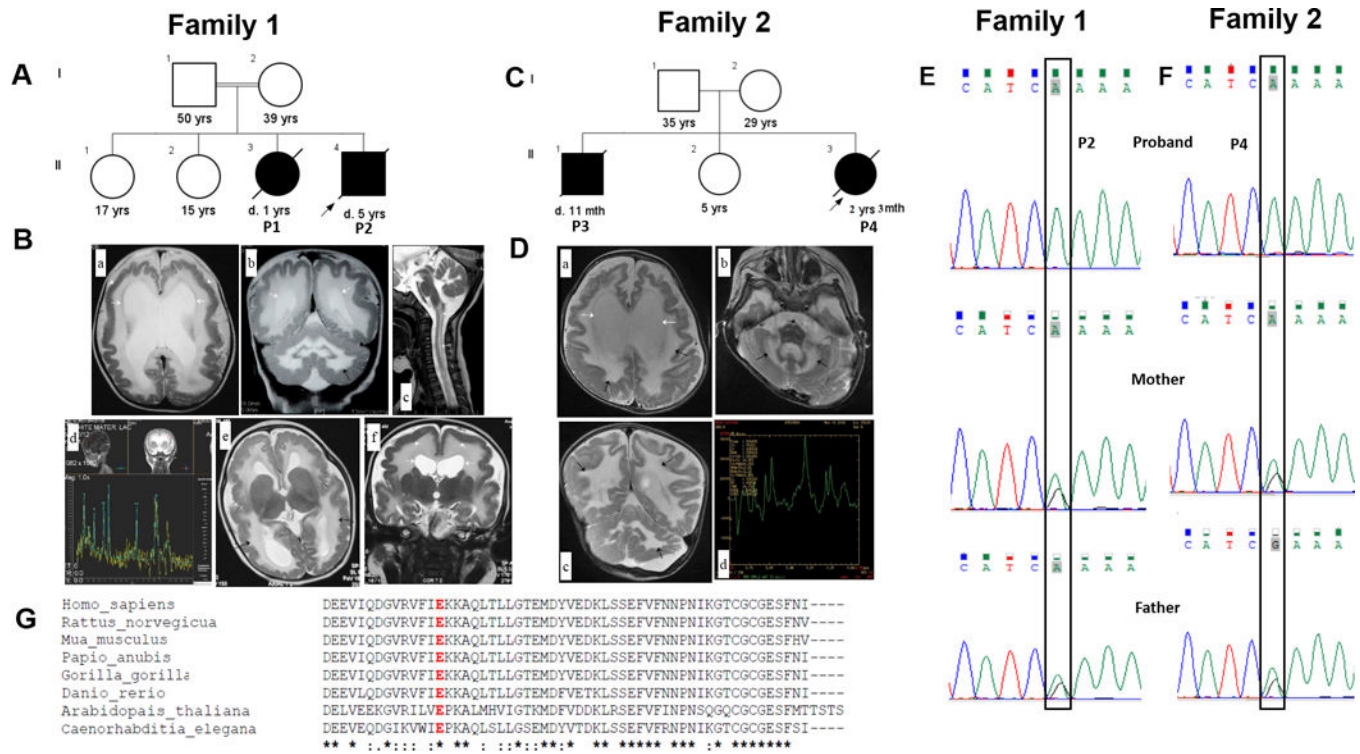 Family 1
Family 2
Family 1
Family 2
A
I
1
2
50 yrs
39 yrs
II
1
2
3
4
17 yrs
15 yrs
d. 1 yrs
d. 5 yrs
P1
P2
C
I
1
2
35 yrs
29 yrs
II
1
2
3
d. 11 mth
5 yrs
2 yrs 3mth
P3
P4
B
a
b
c
d
e
f
D
a
b
c
d
E
C A T C A A A A
P2
Proband
C A T C A A A A
Mother
C A T C A A A A
Father
F
C A T C A A A A
P4
C A T C A A A A
C A T C G A A A
G
Homo_sapiens DEEVIQDGVRVFIEKKAQLTLLGTEMDYVEDKLSSEFVFNNPNIKGTCGCGESFNI----
Rattus_norvegicua DEEVIQDGVRVFIEKKAQLTLLGTEMDYVEDKLSSEFVFNNPNIKGTCGCGESFHV----
Mua_musculus DEEVIQDGVRVFIEKKAQLTLLGTEMDYVEDKLSSEFVFNNPNIKGTCGCGESFHV----
Papio_anubis DEEVIQDGVRVFIEKKAQLTLLGTEMDYVEDKLSSEFVFNNPNIKGTCGCGESFNI----
Gorilla_gorilla DEEVIQDGVRVFIEKKAQLTLLGTEMDYVEDKLSSEFVFNNPNIKGTCGCGESFNI----
Danio_rerio DEEVLQDGVRVLIEKKAQLTLLGTEMDFVETKLSSEFVFNNPNIKGTCGCGESFNI----
Arabidopais_thaliana DELVEEKGVRILVEPKALMHVIGTKMDFVDDKLRSEFVFINPNSQGQCGCGESFMTTSTS
Caenorhabditia_elegana DEEVEQDGIKVWIEPKAQLSLLGSEMDYVTDKLSSEFVFRNPNIKGTCGCGESFSI----